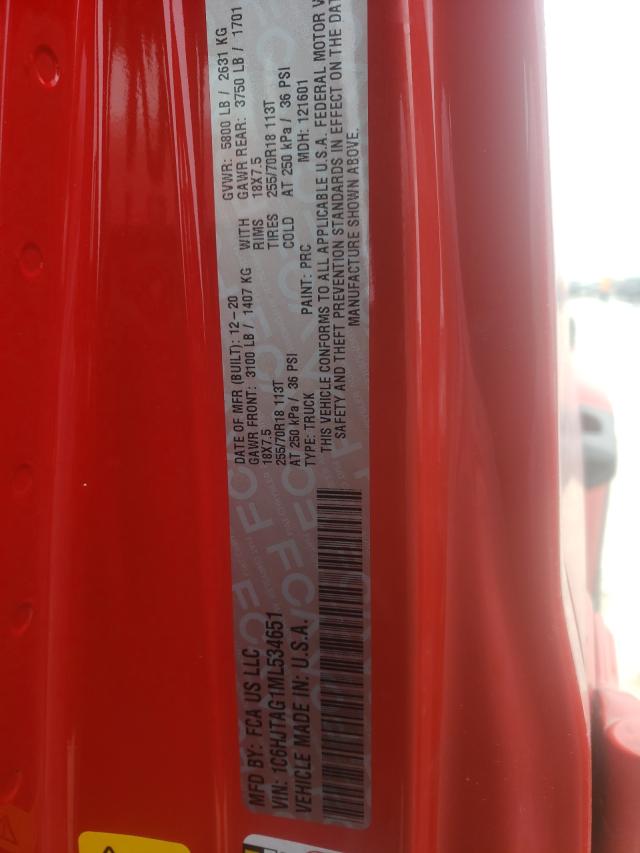 MFD BY: FCA US LLC
DATE OF MFR (BUILT): 12-20
GVWR: 5800 LB / 2631 KG
GAWR FRONT: 3100 LB / 1407 KG
WITH
GAWR REAR: 3750 LB / 1701
18X7.5
RIMS
18X7.5
255/70R18 113T
TIRES
255/70R18 113T
AT 250 kPa / 36 PSI
COLD
AT 250 kPa / 36 PSI
VIN: 1C6HJTAG1ML534651
TYPE: TRUCK
PAINT: PRC
MDH: 121601
VEHICLE MADE IN: U.S.A.
THIS VEHICLE CONFORMS TO ALL APPLICABLE U.S.A. FEDERAL MOTOR V
SAFETY AND THEFT PREVENTION STANDARDS IN EFFECT ON THE DAT
MANUFACTURE SHOWN ABOVE.